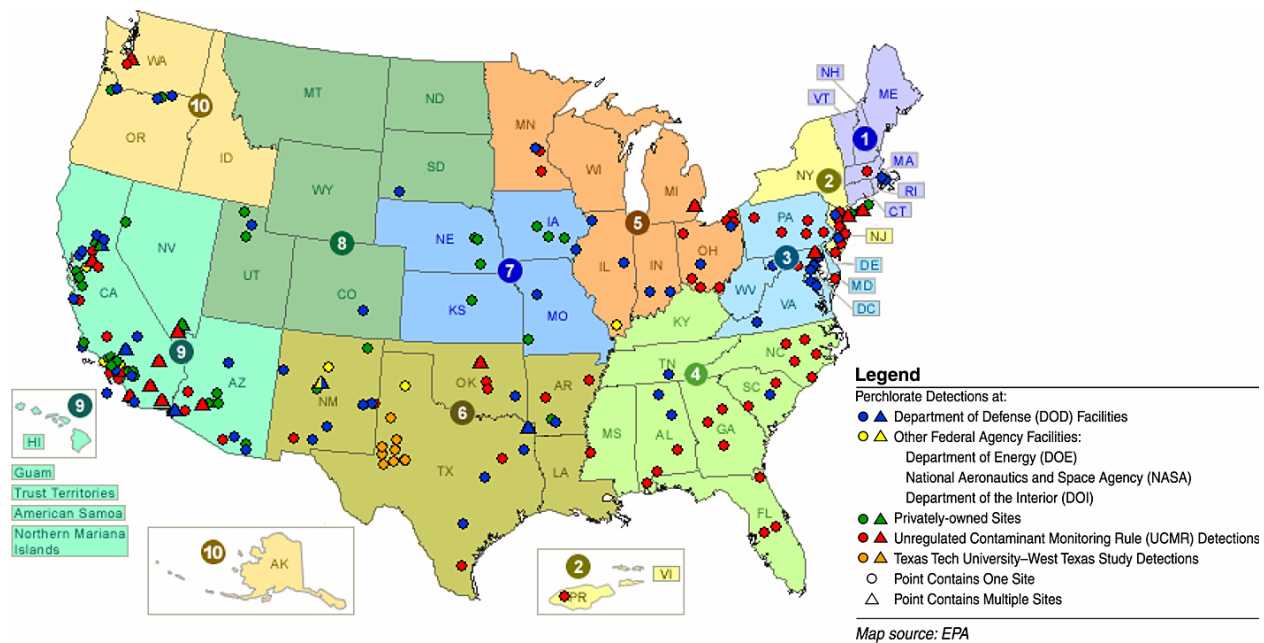 WA
MT
ND
MN
NH
VT
ME
10
OR
ID
SD
WI
MI
NY
2
1
MA
RI
CT
WY
NV
UT
8
NE
IA
5
PA
NJ
CA
CO
7
IL
IN
OH
3
DE
MD
DC
WV
VA
KS
MO
KY
9
AZ
NM
OK
AR
TN
4
NC
SC
6
MS
AL
GA
TX
LA
FL
9
HI
Guam
Trust Territories
American Samoa
Northern Mariana
Islands
10
AK
2
VI
PR
Legend
Perchlorate Detections at:
Department of Defense (DOD) Facilities
Other Federal Agency Facilities:
Department of Energy (DOE)
National Aeronautics and Space Agency (NASA)
Department of the Interior (DOI)
Privately-owned Sites
Unregulated Contaminant Monitoring Rule (UCMR) Detections
Texas Tech University–West Texas Study Detections
Point Contains One Site
Point Contains Multiple Sites
Map source: EPA